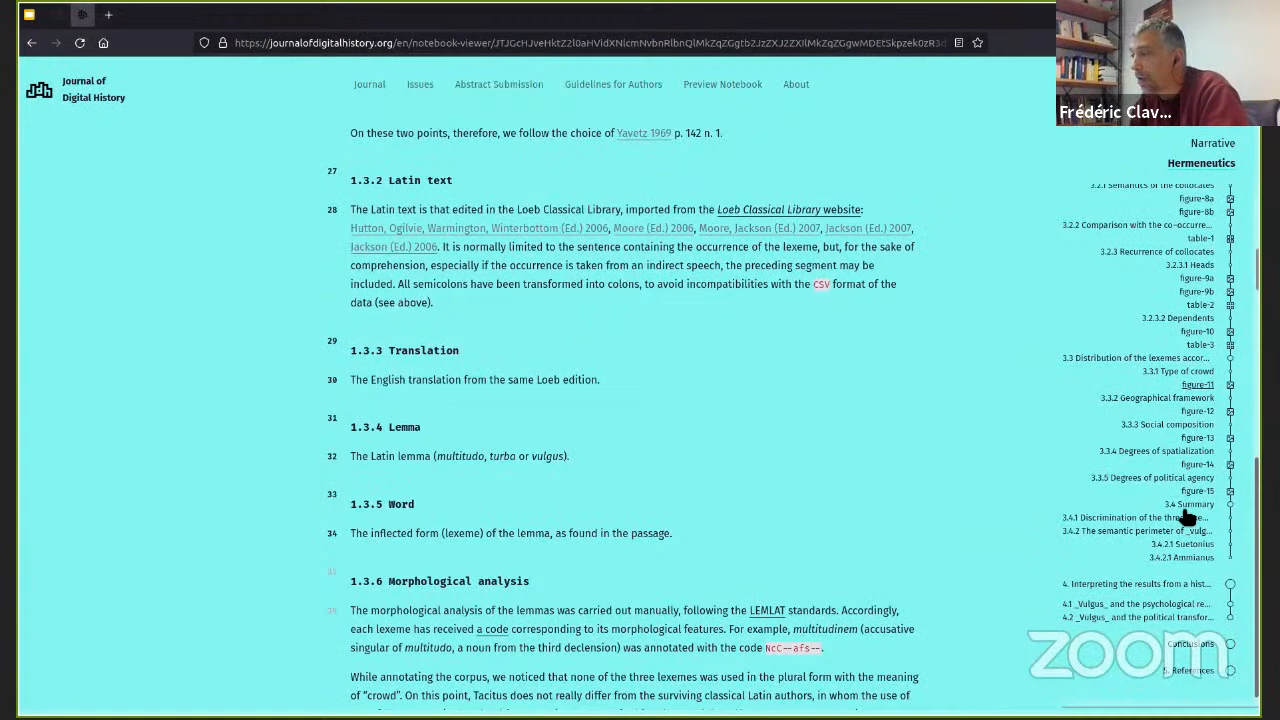 https://journalofdigitalhistory.org/en/notebook-viewer/
Journal of
Digital History
Journal
Issues
Abstract Submission
Guidelines for Authors
Preview Notebook
About
Frédéric Clav...
On these two points, therefore, we follow the choice of Yavetz 1969 p. 142 n. 1.
27
1.3.2 Latin text
28
The Latin text is that edited in the Loeb Classical Library, imported from the Loeb Classical Library website:
Hutton, Ogilvie, Warmington, Winterbottom (Ed.) 2006, Moore (Ed.) 2006, Moore, Jackson (Ed.) 2007, Jackson (Ed.) 2007,
Jackson (Ed.) 2006. It is normally limited to the sentence containing the occurrence of the lexeme, but, for the sake of
comprehension, especially if the occurrence is taken from an indirect speech, the preceding segment may be
included. All semicolons have been transformed into colons, to avoid incompatibilities with the CSV format of the
data (see above).
29
1.3.3 Translation
30
The English translation from the same Loeb edition.
31
1.3.4 Lemma
32
The Latin lemma (multitudo, turba or vulgus).
33
1.3.5 Word
34
The inflected form (lexeme) of the lemma, as found in the passage.
35
1.3.6 Morphological analysis
The morphological analysis of the lemmas was carried out manually, following the LEMLAT standards. Accordingly,
each lexeme has received a code corresponding to its morphological features. For example, multitudinem (accusative
singular of multitudo, a noun from the third declension) was annotated with the code NcC--afs--.
While annotating the corpus, we noticed that none of the three lexemes was used in the plural form with the meaning
of "crowd". On this point, Tacitus does not really differ from the surviving classical Latin authors, in whom the use of
Narrative
Hermeneutics
3.2.1 Semantics of the collocates
figure-8a
figure-8b
3.2.2 Comparison with the co-occurre...
table-1
3.2.3 Recurrence of collocates
3.2.3.1 Heads
figure-9a
figure-9b
table-2
3.2.3.2 Dependents
figure-10
table-3
3.3 Distribution of the lexemes accor...
3.3.1 Type of crowd
figure-11
3.3.2 Geographical framework
figure-12
3.3.3 Social composition
figure-13
3.3.4 Degrees of spatialization
figure-14
3.3.5 Degrees of political agency
figure-15
3.4 Summary
3.4.1 Discrimination of the
3.4.2 The semantic perimeter of _vulg...
3.4.2.1 Suetonius
3.4.2.1 Ammianus
4. Interpreting the results from a hist...
4.1 _Vulgus_ and the psychological re...
4.2 _Vulgus_ and the political transfor...
Conclusions
5. References
zoom